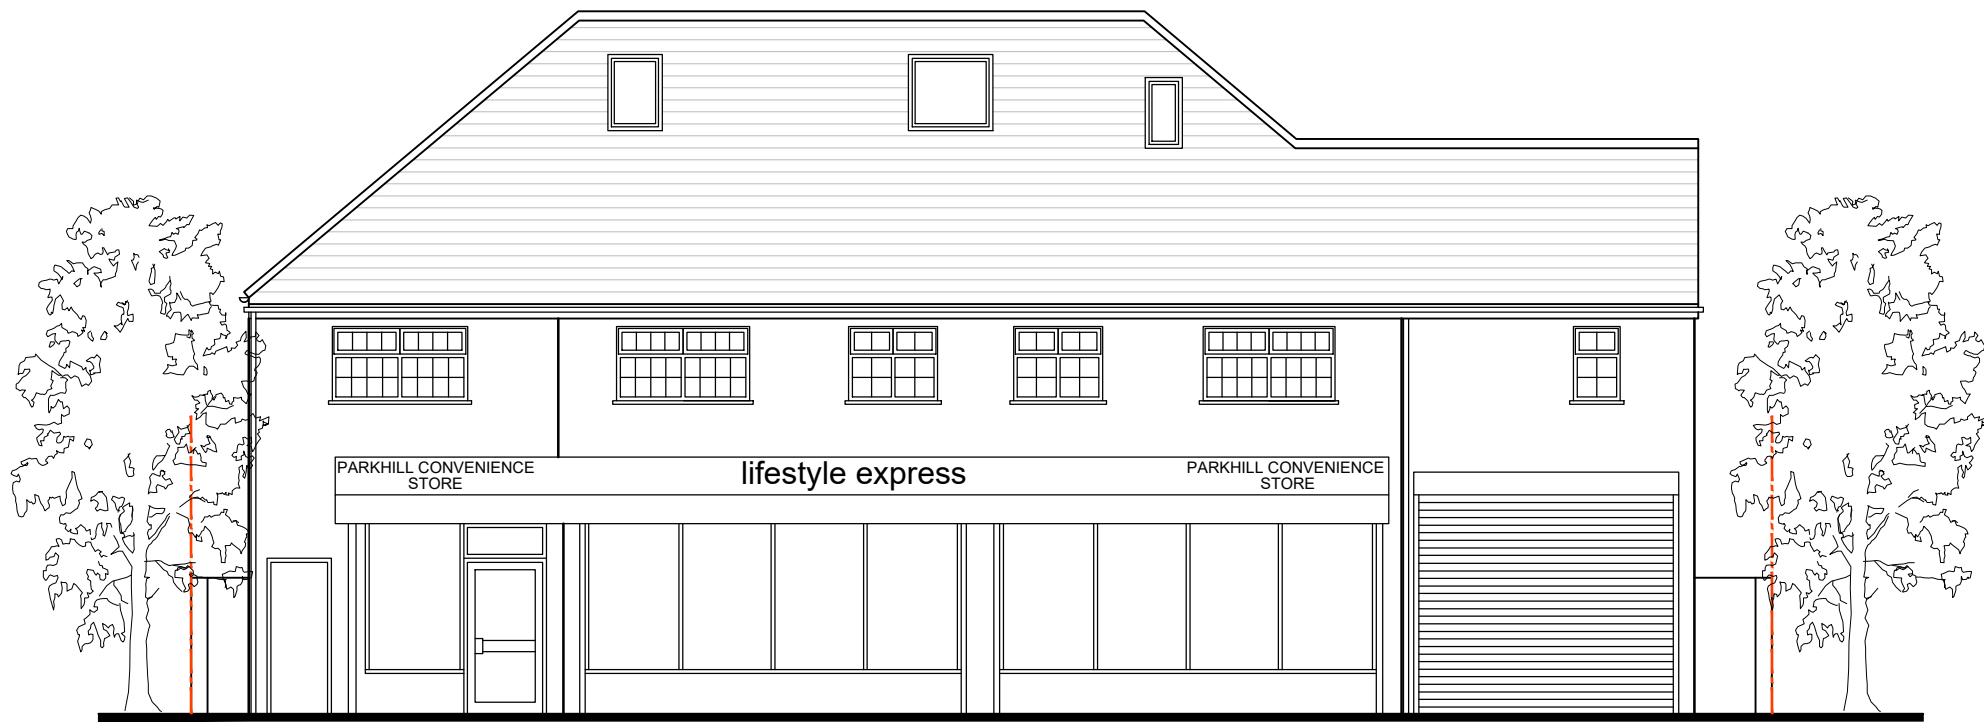 PARKHILL CONVENIENCE
STORE
lifestyle express
PARKHILL CONVENIENCE
STORE